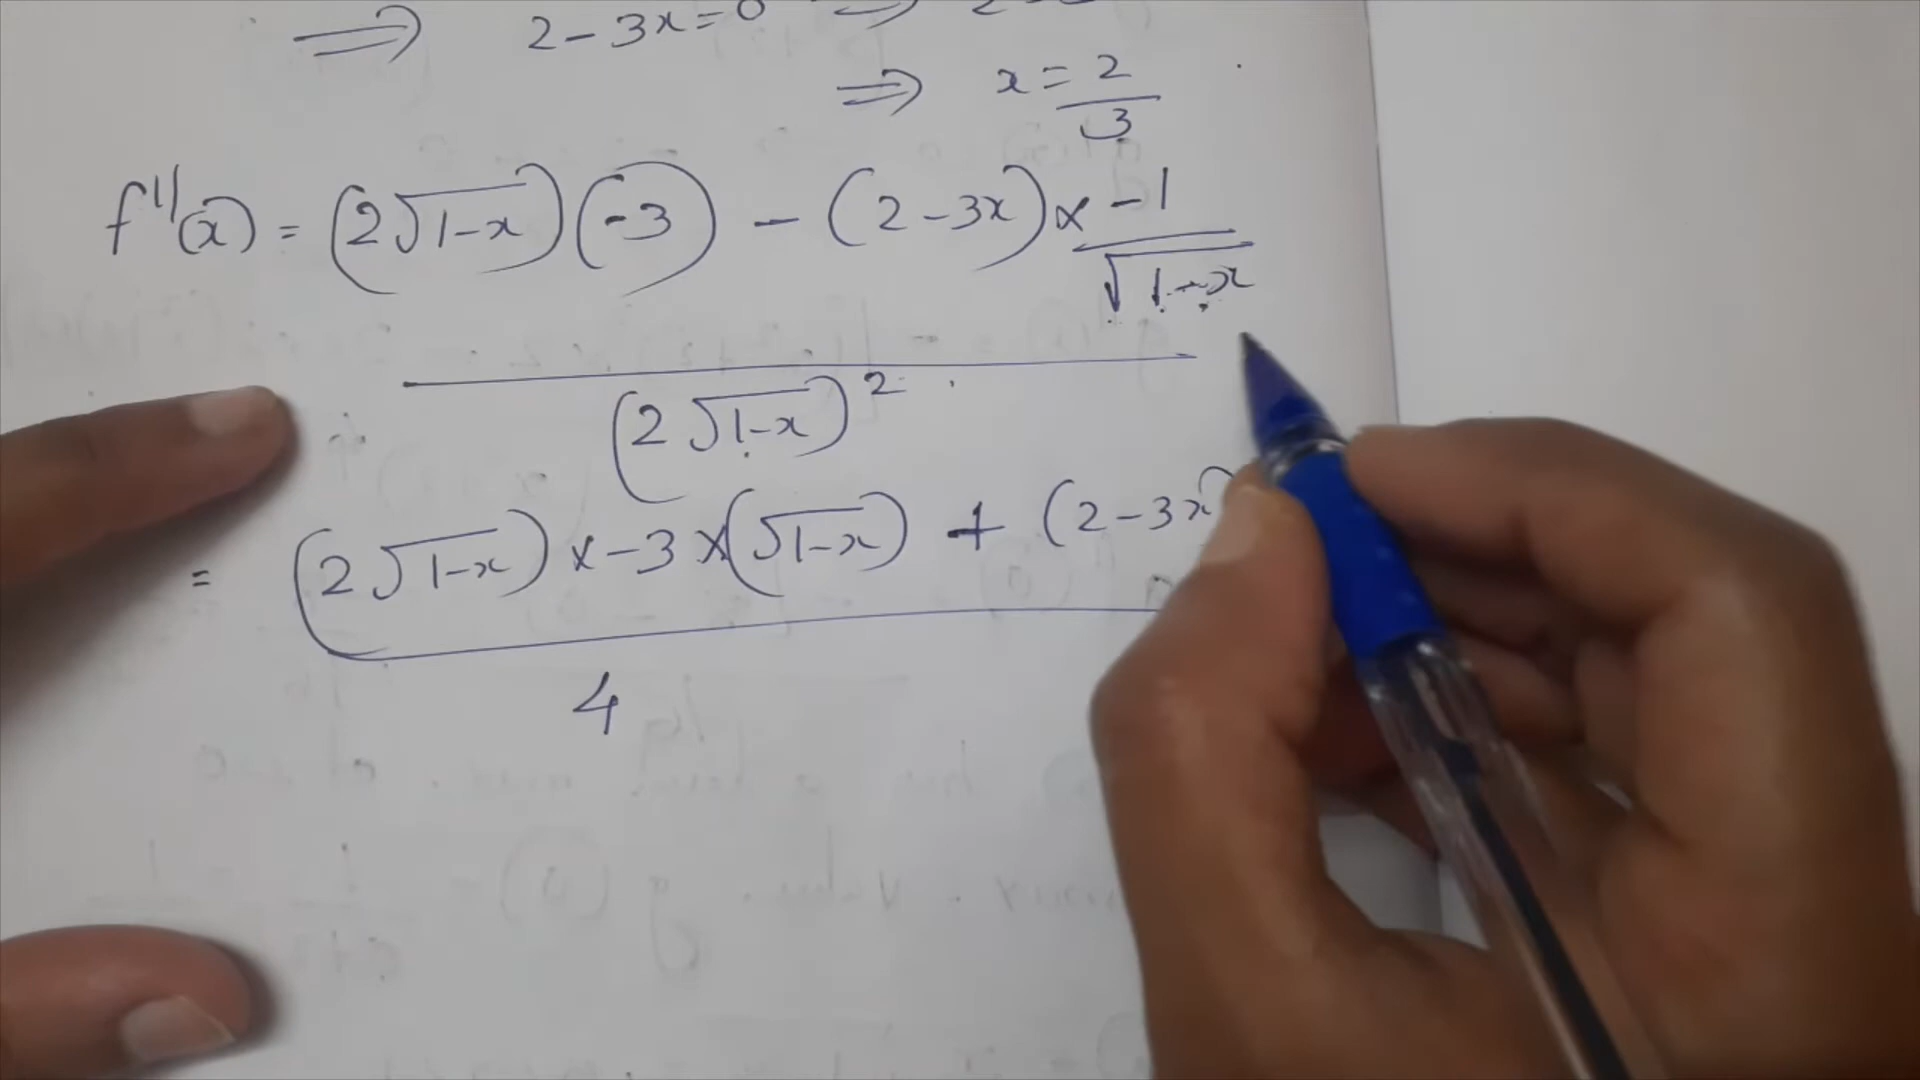 ⇒ 2-3x=0 ⇒
⇒ x = 2/3
f''(x) = (2√(1-x))(-3) - (2-3x) x -1/√(1-x)
(2√(1-x))²
= (2√(1-x)) x -3 x (√(1-x)) + (2-3x)
4